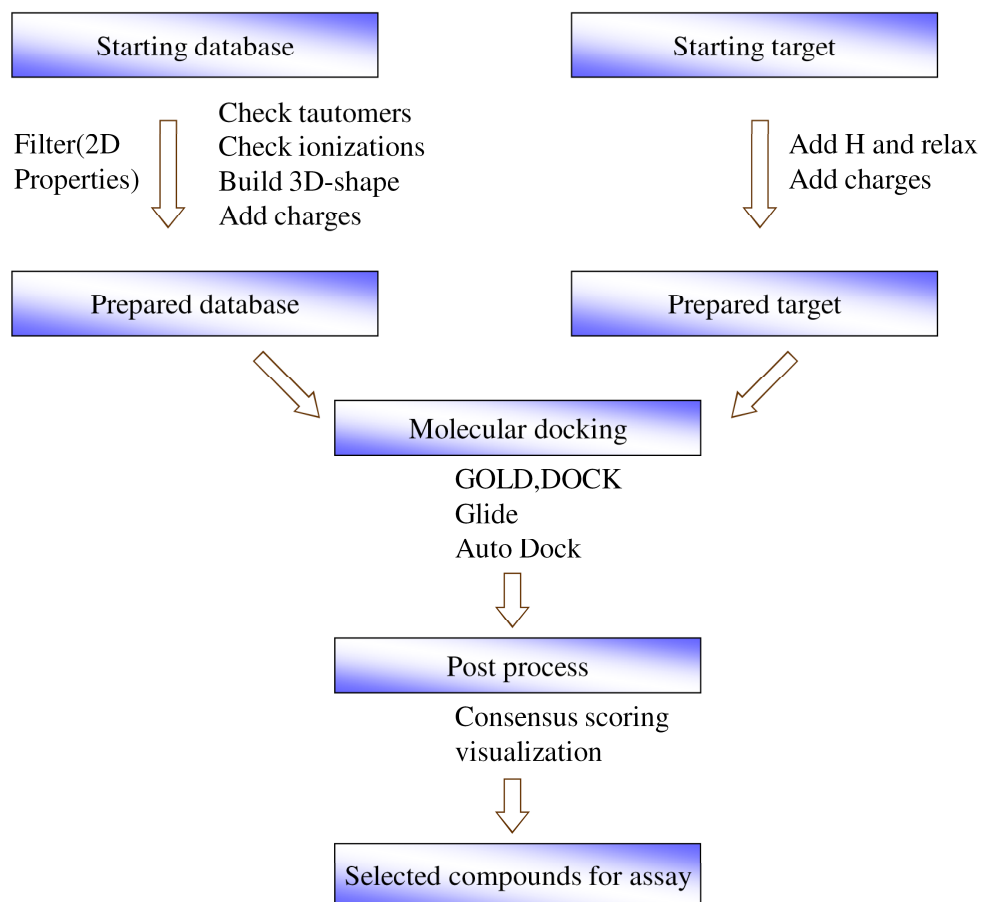 Starting database
Starting target
Filter(2D
Properties)
Check tautomers
Check ionizations
Build 3D-shape
Add charges
Add H and relax
Add charges
Prepared database
Prepared target
Molecular docking
GOLD,DOCK
Glide
Auto Dock
Post process
Consensus scoring
visualization
Selected compounds for assay